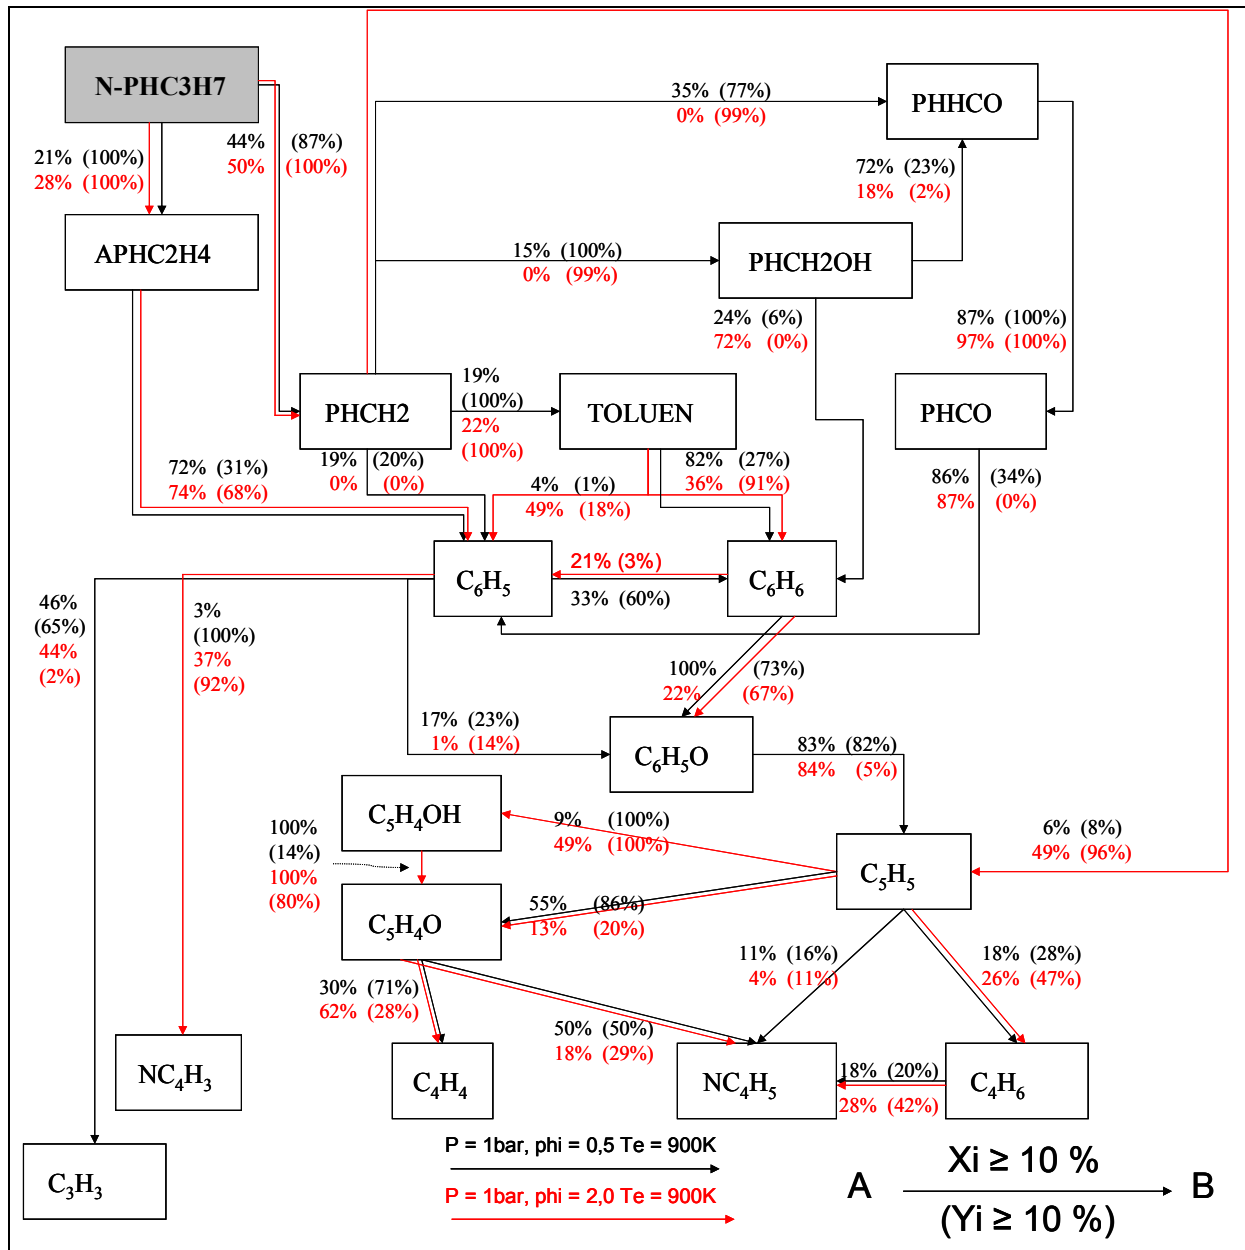 N-PHC3H7
PHHCO
35% (77%)
0% (99%)
44% (87%)
50% (100%)
21% (100%)
28% (100%)
72% (23%)
18% (2%)
APHC2H4
15% (100%)
0% (99%)
PHCH2OH
24% (6%)
72% (0%)
87% (100%)
97% (100%)
PHCH2
19%
(100%)
22%
(100%)
TOLUEN
PHCO
72% (31%)
74% (68%)
19% (20%)
0% (0%)
4% (1%)
49% (18%)
82% (27%)
36% (91%)
86% (34%)
87% (0%)
C6H5
21% (3%)
33% (60%)
C6H6
46%
(65%)
44%
(2%)
3%
(100%)
37%
(92%)
100% (73%)
22% (67%)
17% (23%)
1% (14%)
C6H5O
83% (82%)
84% (5%)
C5H4OH
9% (100%)
49% (100%)
6% (8%)
49% (96%)
100%
(14%)
100%
(80%)
C5H5
C5H4O
55% (86%)
13% (20%)
11% (16%)
4% (11%)
18% (28%)
26% (47%)
30% (71%)
62% (28%)
50% (50%)
18% (29%)
NC4H3
C4H4
NC4H5
18% (20%)
28% (42%)
C4H6
C3H3
P = 1bar, phi = 0,5 Te = 900K
P = 1bar, phi = 2,0 Te = 900K
A Xi ≥ 10 % B
(Yi ≥ 10 %)